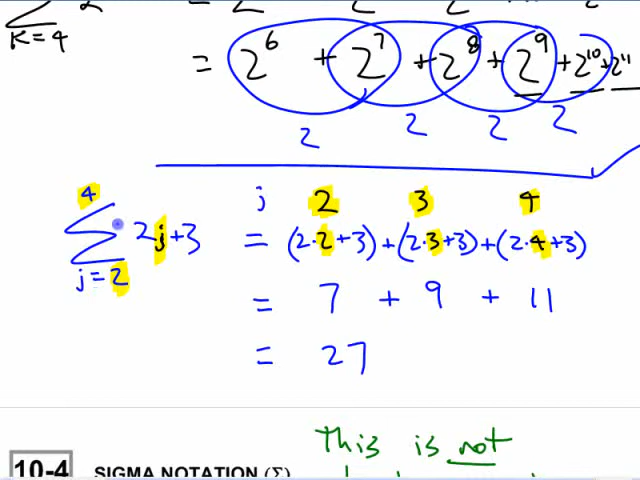 K=4
= 2^6 + 2^7 + 2^8 + 2^9 + 2^10 + 2^11
2 2 2 2
4 j 2 3 4
∑ 2j+3 = (2·2+3)+(2·3+3)+(2·4+3)
j=2
= 7 + 9 + 11
= 27
This is not
10-4 SIGMA NOTATION (Σ)